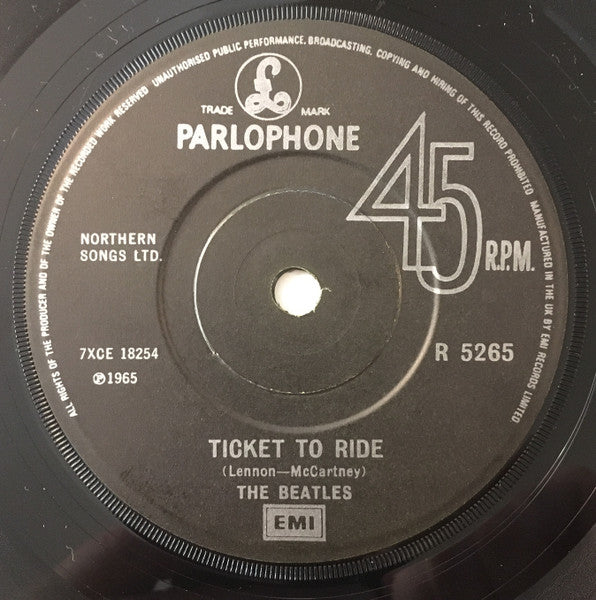 ALL RIGHTS OF THE PRODUCER AND OF THE OWNER OF THE RECORDED WORK RESERVED UNAUTHORISED PUBLIC PERFORMANCE, BROADCASTING, COPYING AND HIRING OF THIS RECORD PROHIBITED MANUFACTURED IN THE UK BY EMI RECORDS LIMITED
£
TRADE MARK
PARLOPHONE
45
R.P.M.
NORTHERN
SONGS LTD.
7XCE 18254
R 5265
℗1965
TICKET TO RIDE
(Lennon—McCartney)
THE BEATLES
EMI